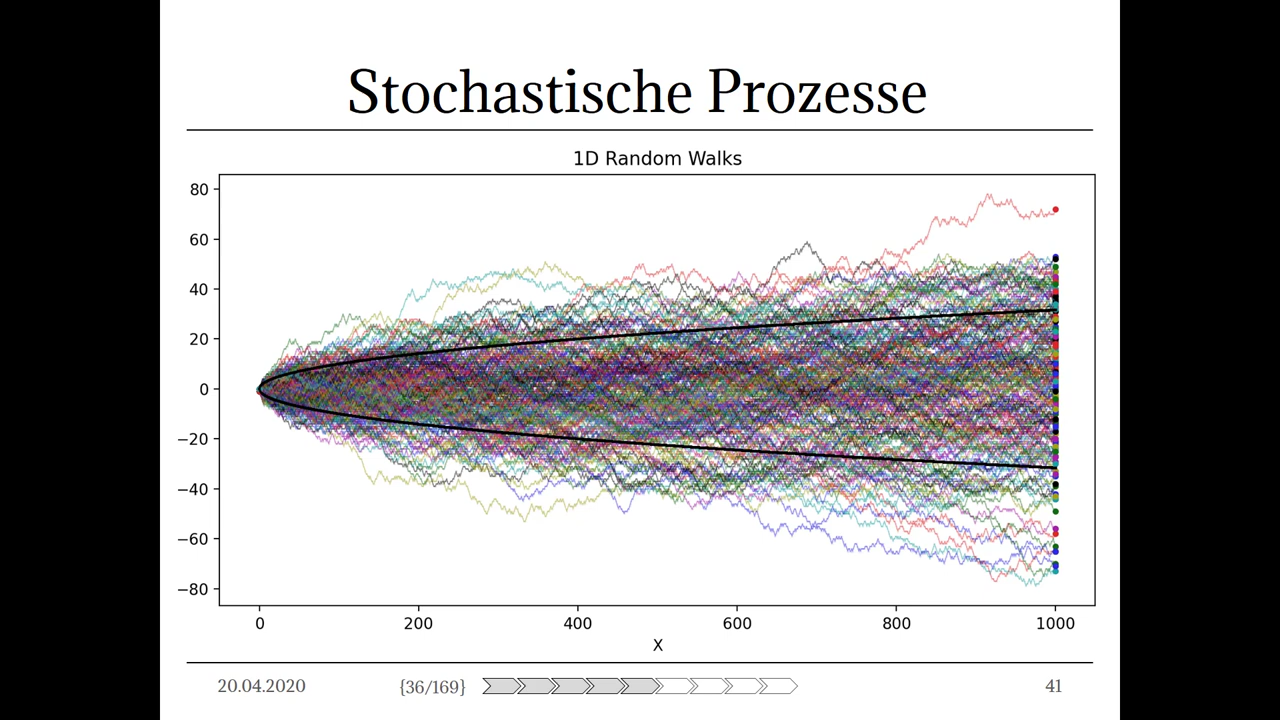 Stochastische Prozesse
1D Random Walks
80
60
40
20
0
−20
−40
−60
−80
0 200 400 600 800 1000
X
20.04.2020 {36/169} 41